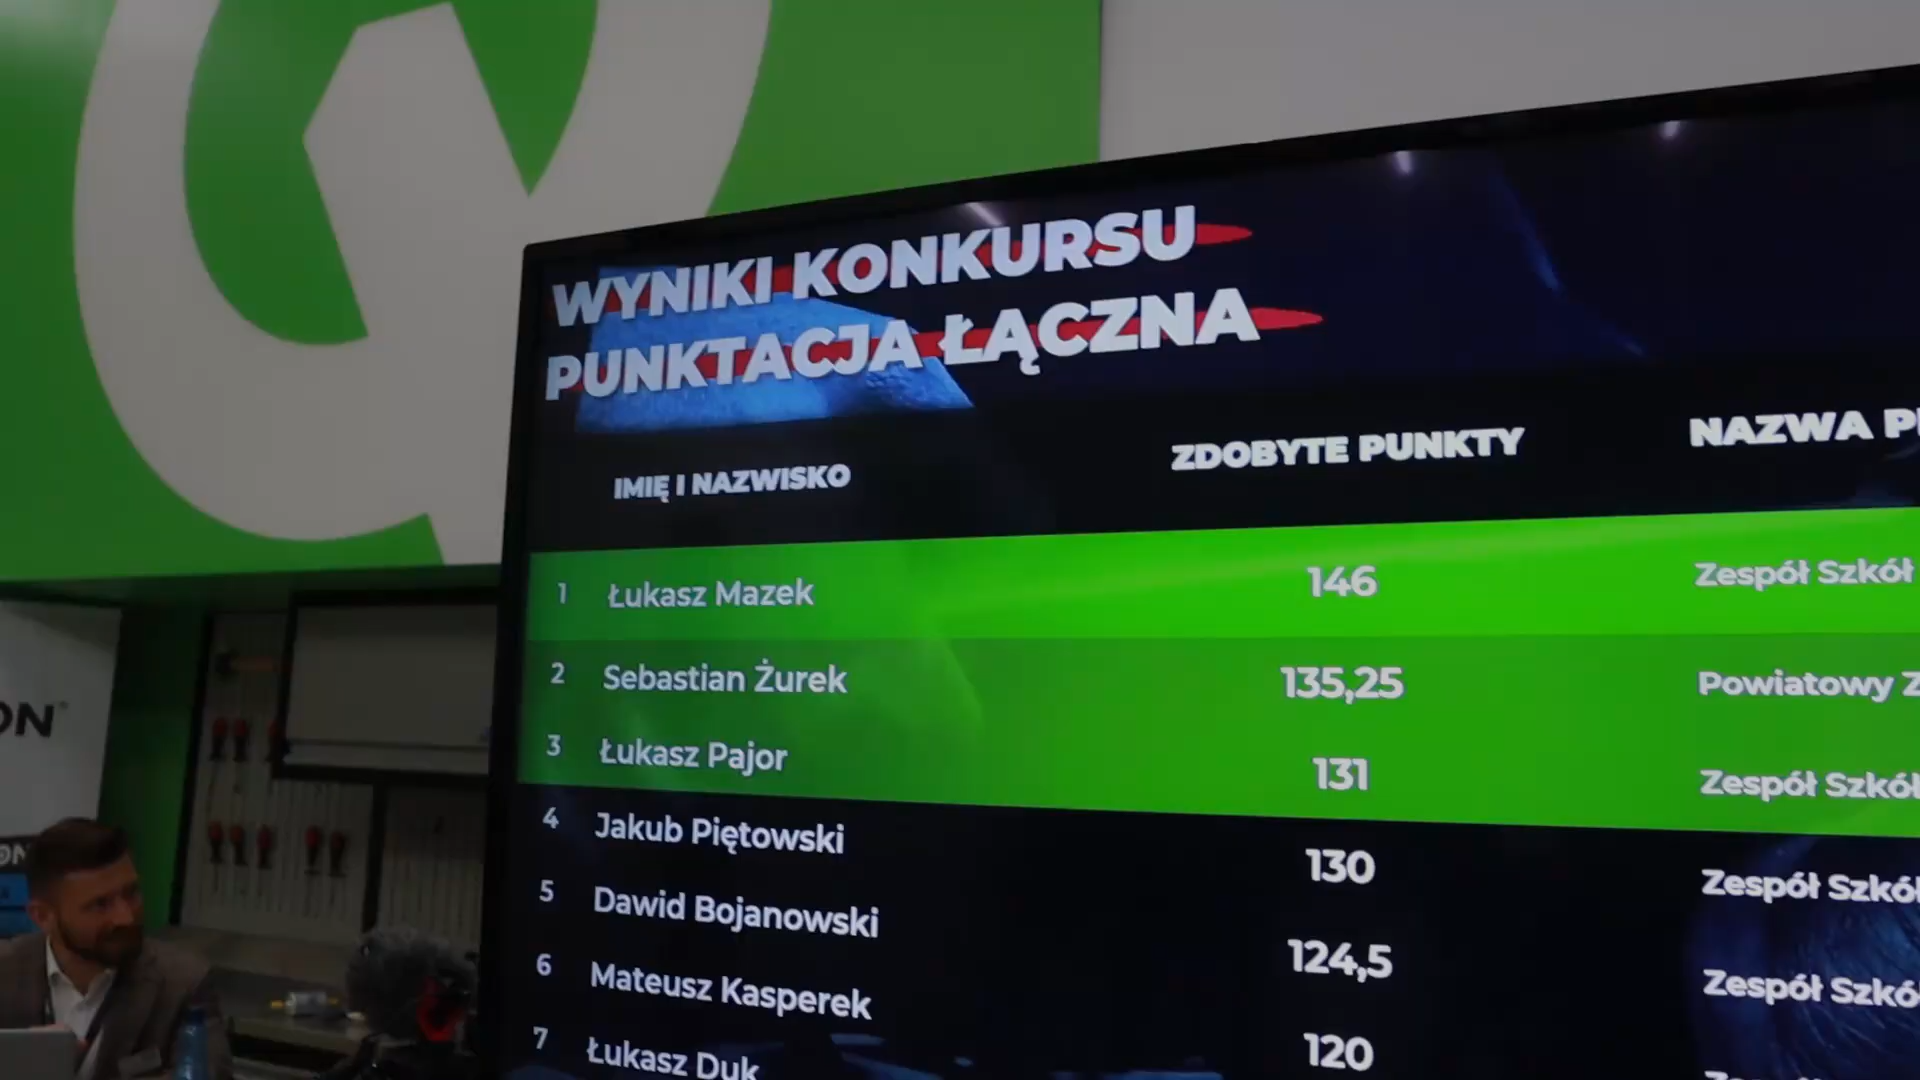 WYNIKI KONKURSU
PUNKTACJA ŁĄCZNA
IMIĘ I NAZWISKO ZDOBYTE PUNKTY NAZWA
1 Łukasz Mazek 146 Zespół Szkół
2 Sebastian Żurek 135,25 Powiatowy Z
3 Łukasz Pajor 131 Zespół Szkół
4 Jakub Piętowski 130 Zespół Szkół
5 Dawid Bojanowski 124,5 Zespół Szkó
6 Mateusz Kasperek 120
7 Łukasz Duk
ON